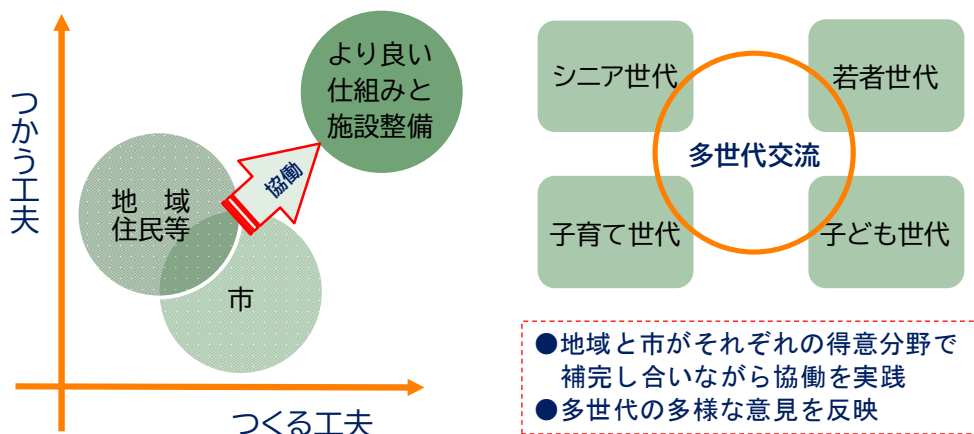 つかう工夫
より良い
仕組みと
施設整備
協働
地　域
住民等
市
つくる工夫
シニア世代
若者世代
多世代交流
子育て世代
子ども世代
●地域と市がそれぞれの得意分野で
補完し合いながら協働を実践
●多世代の多様な意見を反映